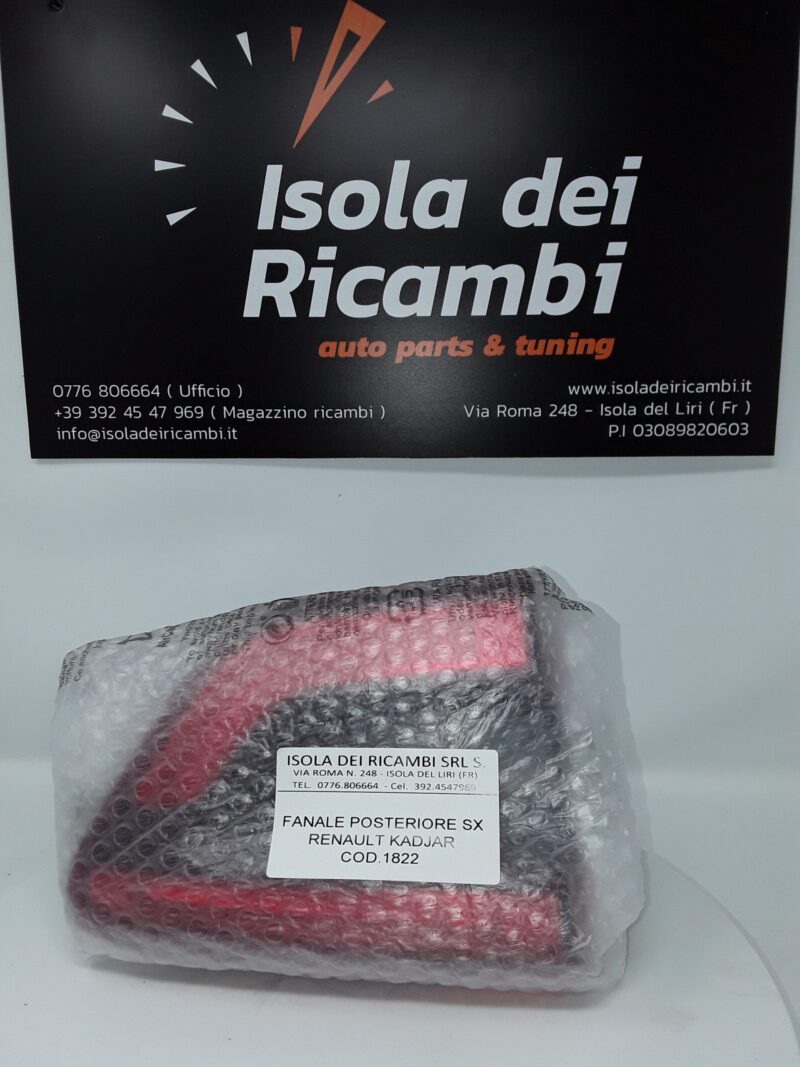 Isola dei
Ricambi
auto parts & tuning
0776 806664 ( Ufficio )
+39 392 45 47 969 ( Magazzino ricambi )
info@isoladeiricambi.it
www.isoladeiricambi.it
Via Roma 248 - Isola del Liri ( Fr )
P.I 03089820603
ISOLA DEI RICAMBI SRL S.
VIA ROMA N. 248 - ISOLA DEL LIRI (FR)
TEL. 0776.806664 - Cel. 392.4547969
FANALE POSTERIORE SX
RENAULT KADJAR
COD.1822